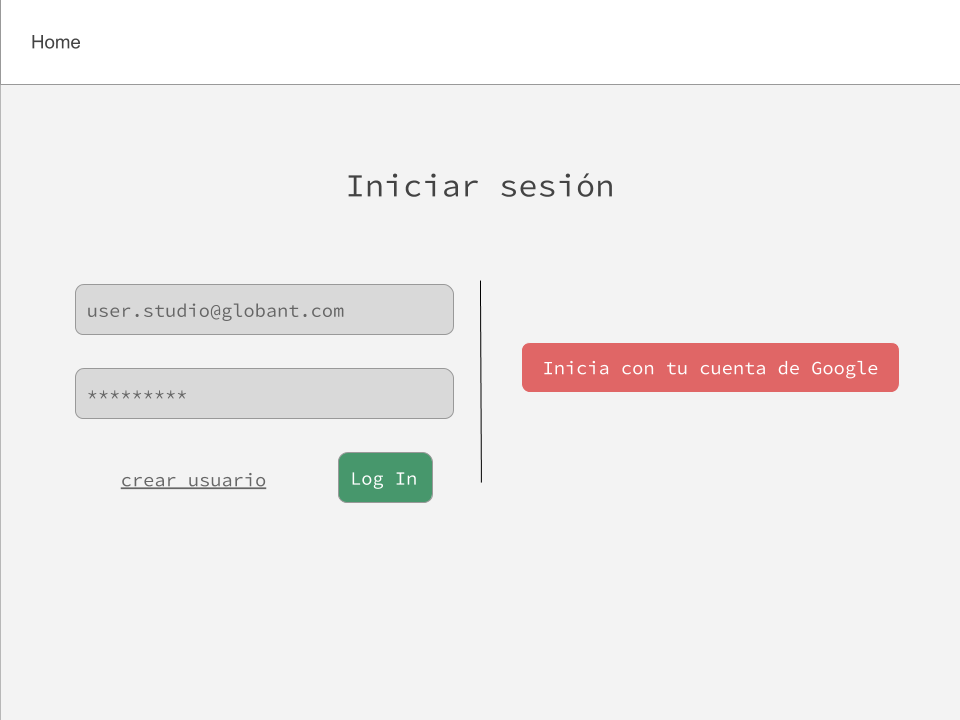 Home
Iniciar sesión
user.studio@globant.com
*********
crear usuario
Log In
Inicia con tu cuenta de Google